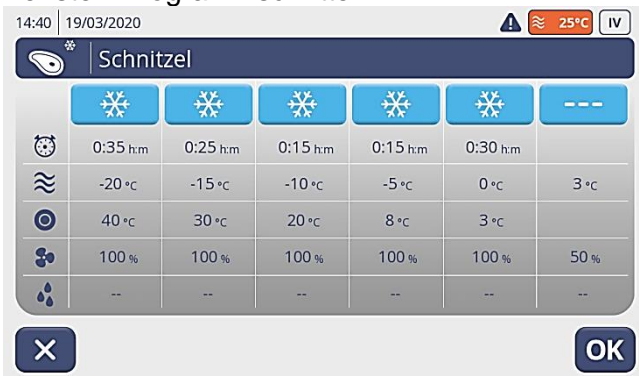 14:40 19/03/2020 25°C IV
Schnitzel
---
0:35 h:m 0:25 h:m 0:15 h:m 0:15 h:m 0:30 h:m
-20 °C -15 °C -10 °C -5 °C 0 °C 3 °C
40 °C 30 °C 20 °C 8 °C 3 °C
100 % 100 % 100 % 100 % 100 % 50 %
-- -- -- -- -- --
OK